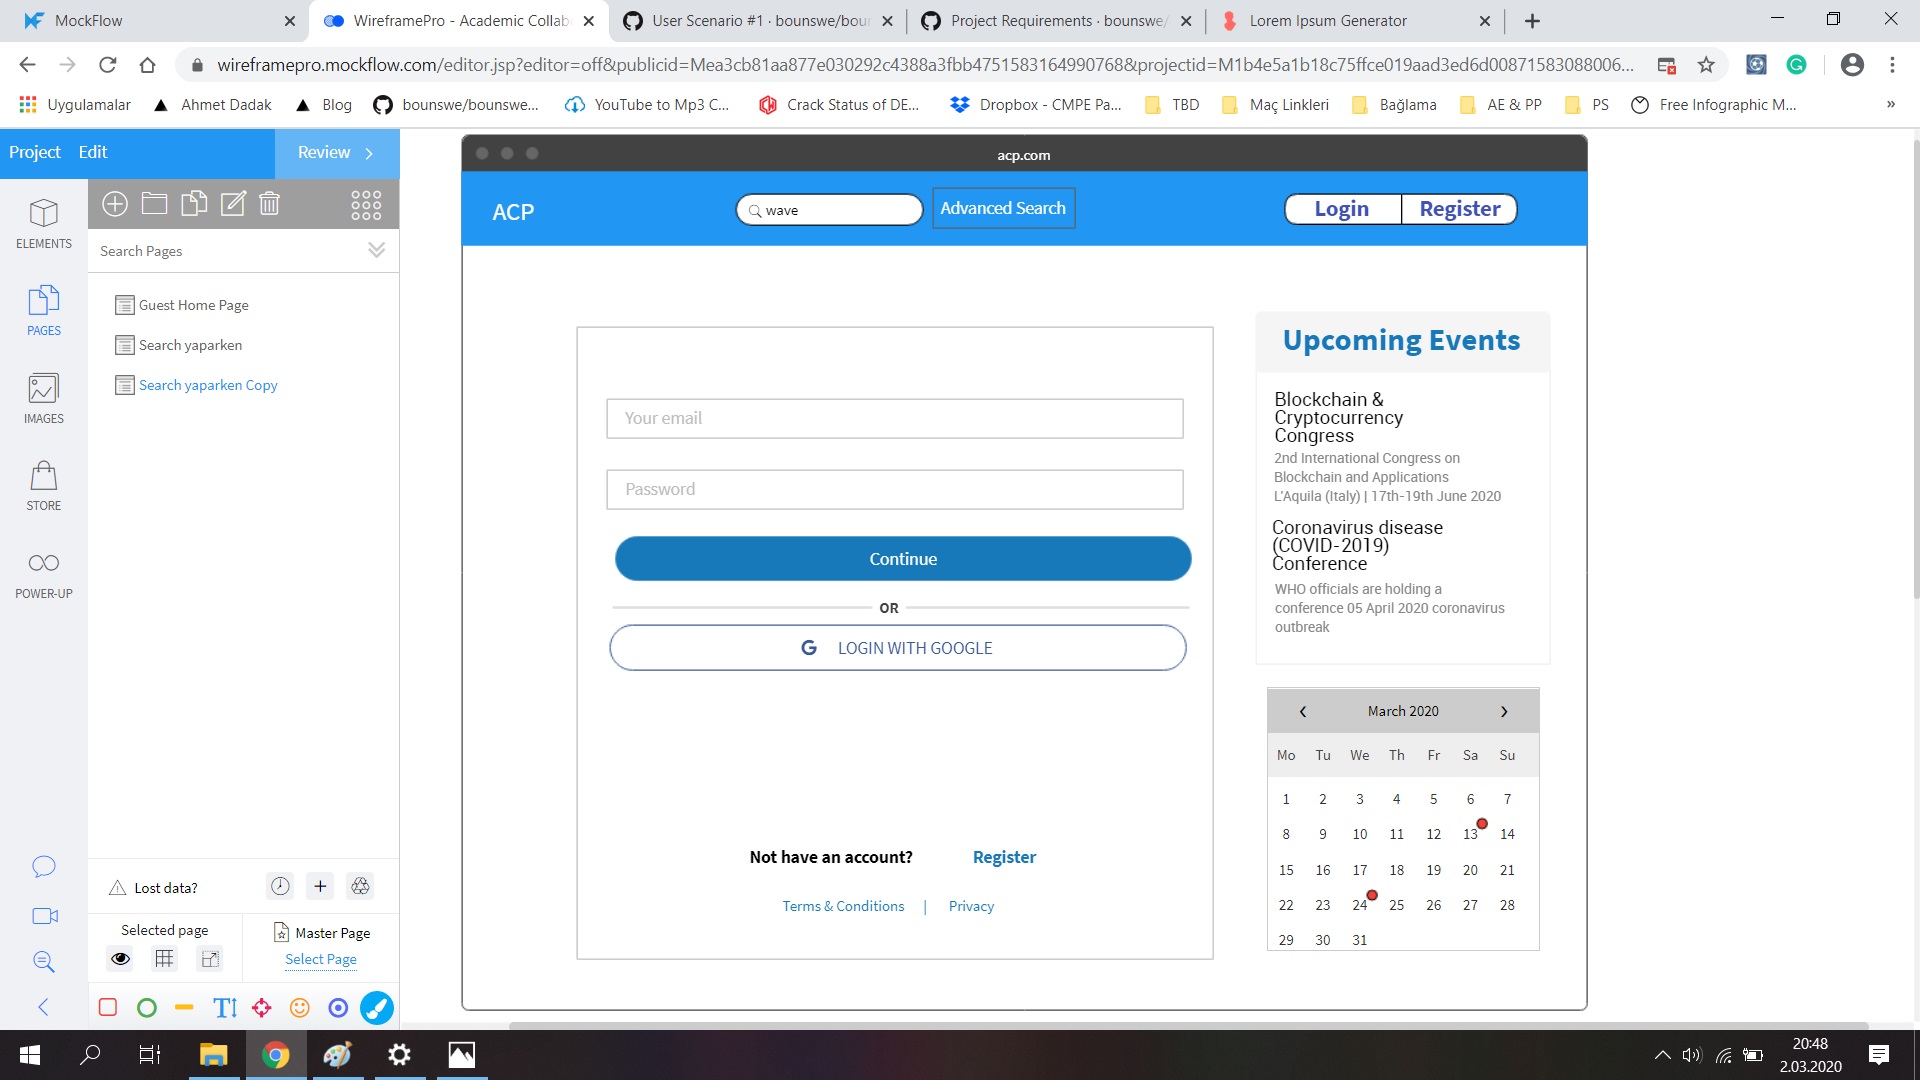 MockFlow
WireframePro - Academic Collab
User Scenario #1 · bounswe/bour
Project Requirements · bounswe/
Lorem Ipsum Generator
wireframepro.mockflow.com/editor.jsp?editor=off&publicid=Mea3cb81aa877e030292c4388a3fbb4751583164990768&projectid=M1b4e5a1b18c75ffce019aad3ed6d00871583088006...
Uygulamalar
Ahmet Dadak
Blog
bounswe/bounswe...
YouTube to Mp3 C...
Crack Status of DE...
Dropbox - CMPE Pa...
TBD
Maç Linkleri
Bağlama
AE & PP
PS
Free Infographic M...
»
Project Edit
Review
ELEMENTS
PAGES
IMAGES
STORE
POWER-UP
Search Pages
Guest Home Page
Search yaparken
Search yaparken Copy
Lost data?
Selected page
Master Page
Select Page
acp.com
ACP
wave
Advanced Search
Login
Register
Your email
Password
Continue
OR
G LOGIN WITH GOOGLE
Not have an account? Register
Terms & Conditions | Privacy
Upcoming Events
Blockchain &
Cryptocurrency
Congress
2nd International Congress on
Blockchain and Applications
L'Aquila (Italy) | 17th-19th June 2020
Coronavirus disease
(COVID-2019)
Conference
WHO officials are holding a
conference 05 April 2020 coronavirus
outbreak
March 2020
Mo Tu We Th Fr Sa Su
1 2 3 4 5 6 7
8 9 10 11 12 13 14
15 16 17 18 19 20 21
22 23 24 25 26 27 28
29 30 31
20:48
2.03.2020